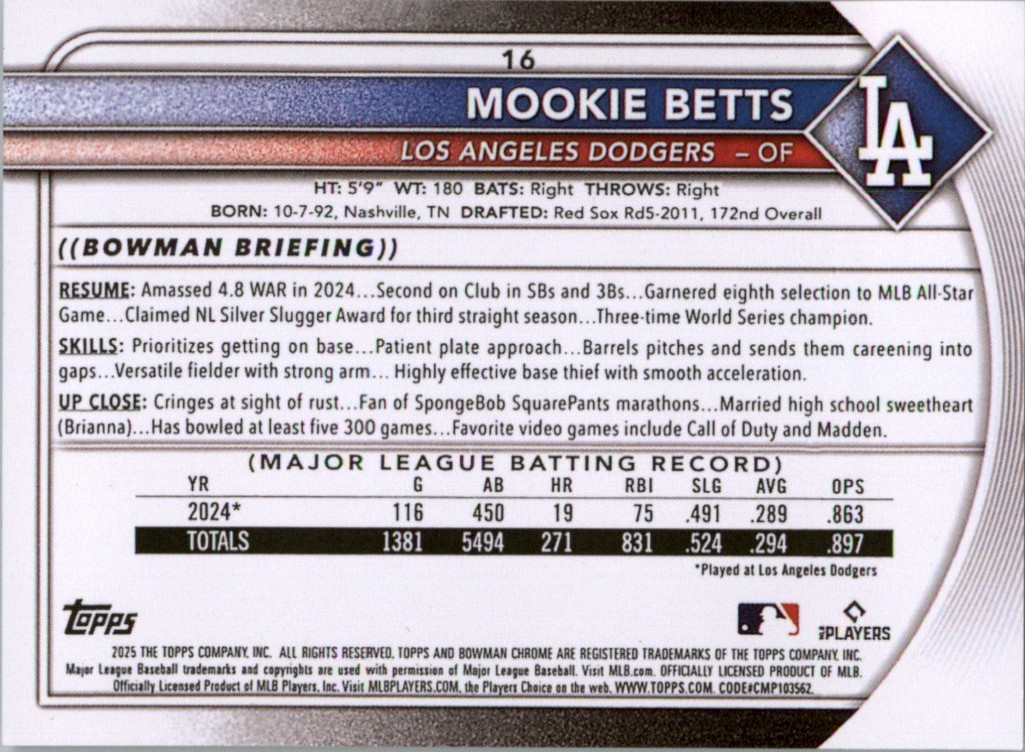 16
MOOKIE BETTS
LOS ANGELES DODGERS – OF
LA
HT: 5'9" WT: 180 BATS: Right THROWS: Right
BORN: 10-7-92, Nashville, TN DRAFTED: Red Sox Rd5-2011, 172nd Overall
((BOWMAN BRIEFING))
RESUME: Amassed 4.8 WAR in 2024...Second on Club in SBs and 3Bs...Garnered eighth selection to MLB All-Star
Game...Claimed NL Silver Slugger Award for third straight season...Three-time World Series champion.
SKILLS: Prioritizes getting on base...Patient plate approach...Barrels pitches and sends them careening into
gaps...Versatile fielder with strong arm... Highly effective base thief with smooth acceleration.
UP CLOSE: Cringes at sight of rust...Fan of SpongeBob SquarePants marathons...Married high school sweetheart
(Brianna)...Has bowled at least five 300 games...Favorite video games include Call of Duty and Madden.
(MAJOR LEAGUE BATTING RECORD)
YR G AB HR RBI SLG AVG OPS
2024* 116 450 19 75 .491 .289 .863
TOTALS 1381 5494 271 831 .524 .294 .897
*Played at Los Angeles Dodgers
Topps
MLB PLAYERS
2025 THE TOPPS COMPANY, INC. ALL RIGHTS RESERVED. TOPPS AND BOWMAN CHROME ARE REGISTERED TRADEMARKS OF THE TOPPS COMPANY, INC.
Major League Baseball trademarks and copyrights are used with permission of Major League Baseball. Visit MLB.com. OFFICIALLY LICENSED PRODUCT OF MLB.
Officially Licensed Product of MLB Players, Inc. Visit MLBPLAYERS.COM, the Players Choice on the web. WWW.TOPPS.COM. CODE#CMP103562.